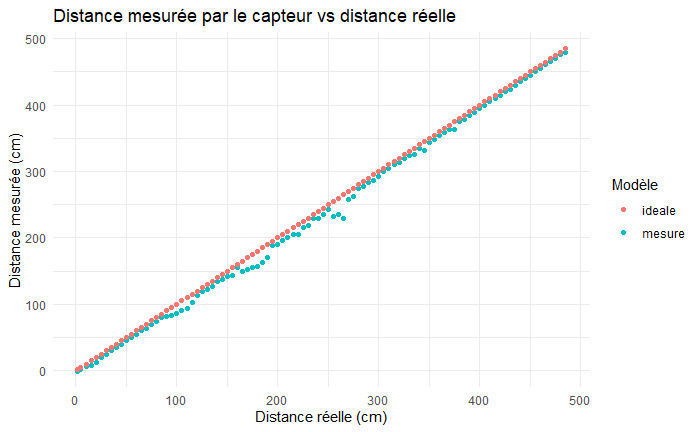 Distance mesurée par le capteur vs distance réelle
Distance mesurée (cm)
500
400
300
200
100
0
0 100 200 300 400 500
Distance réelle (cm)
Modèle
ideale
mesure